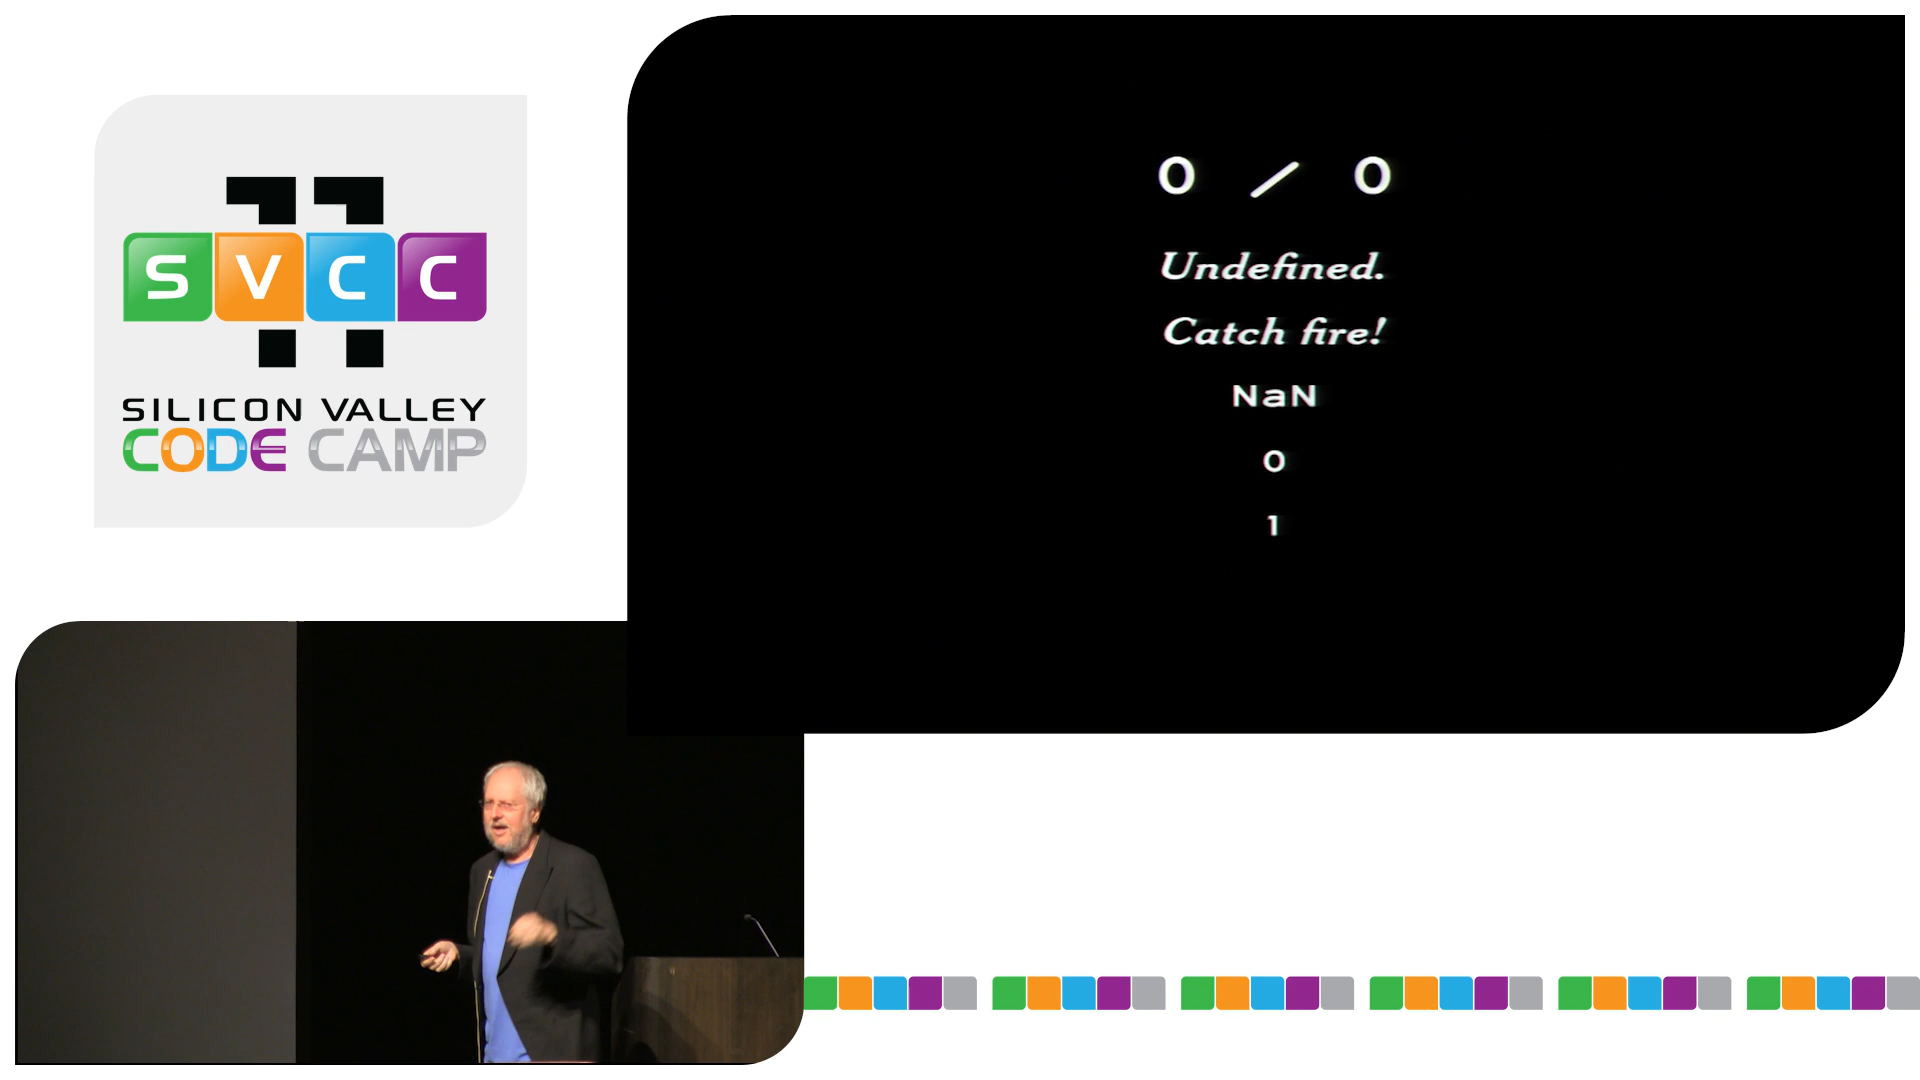 SVCC
SILICON VALLEY
CODE CAMP
0 / 0
Undefined.
Catch fire!
NaN
0
1